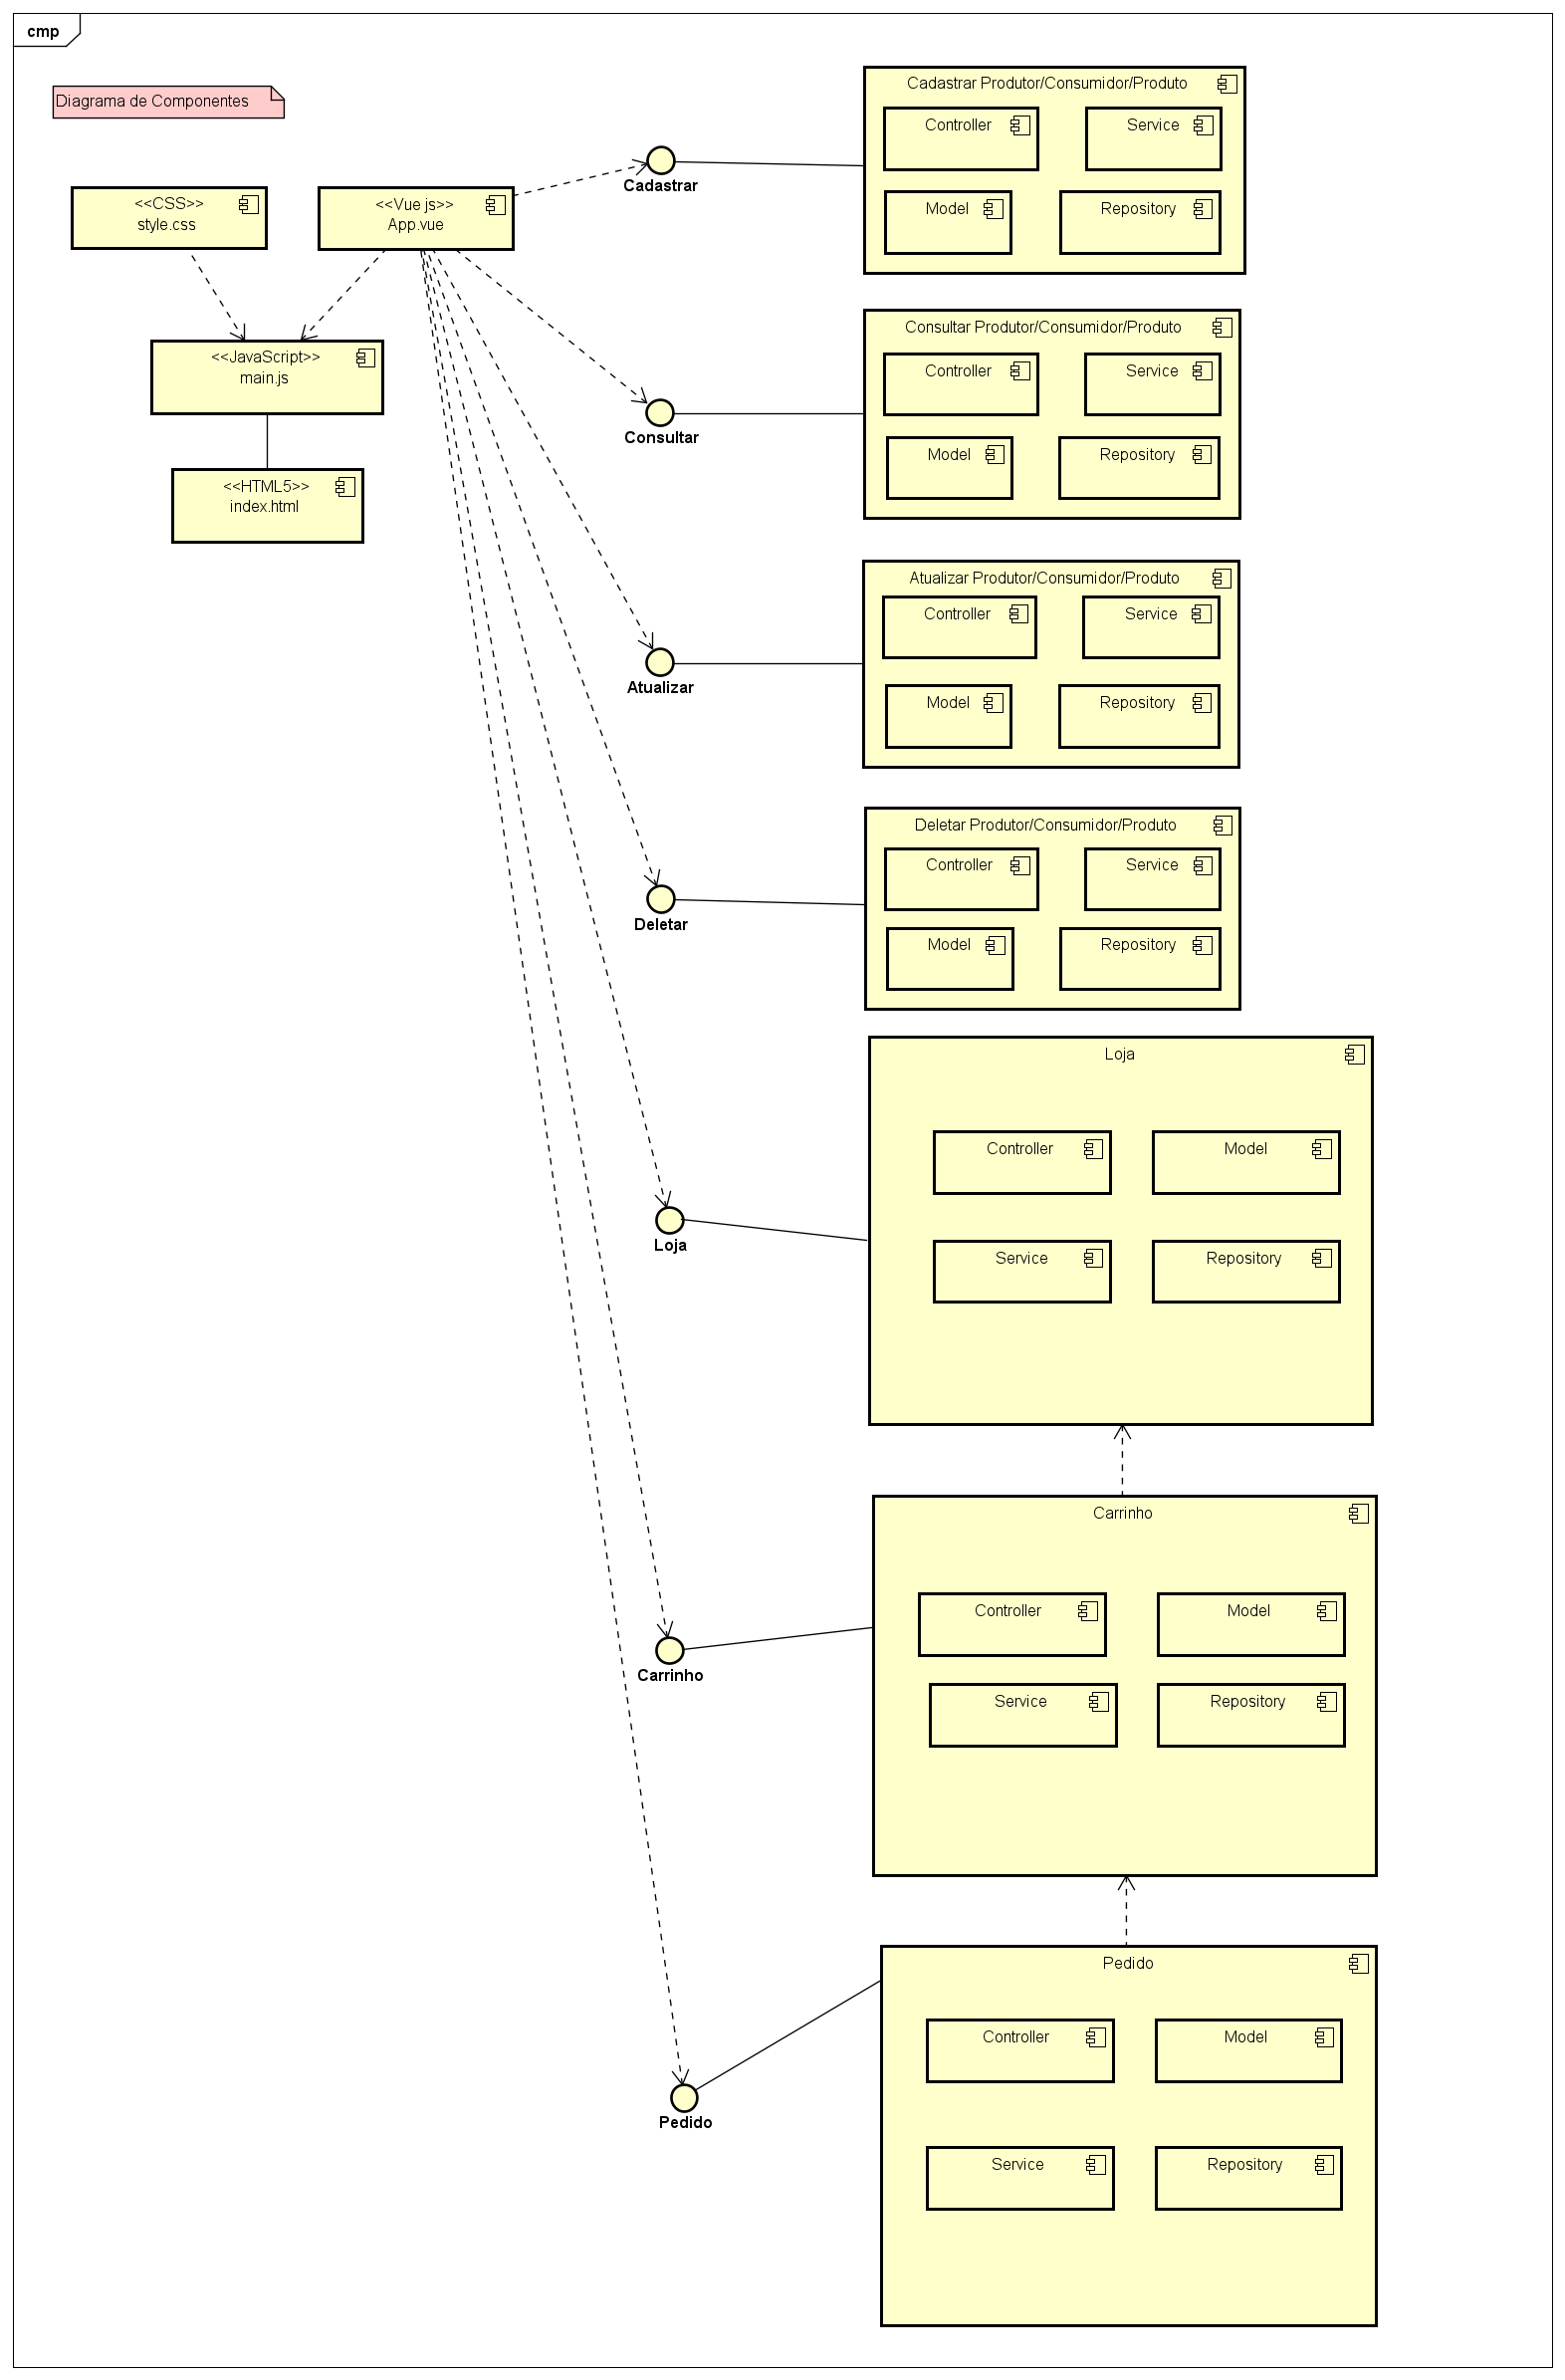 cmp
Diagrama de Componentes
<<CSS>>
style.css
<<Vue js>>
App.vue
<<JavaScript>>
main.js
<<HTML5>>
index.html
Cadastrar
Cadastrar Produtor/Consumidor/Produto
Controller
Service
Model
Repository
Consultar
Consultar Produtor/Consumidor/Produto
Controller
Service
Model
Repository
Atualizar
Atualizar Produtor/Consumidor/Produto
Controller
Service
Model
Repository
Deletar
Deletar Produtor/Consumidor/Produto
Controller
Service
Model
Repository
Loja
Loja
Controller
Model
Service
Repository
Carrinho
Carrinho
Controller
Model
Service
Repository
Pedido
Pedido
Controller
Model
Service
Repository